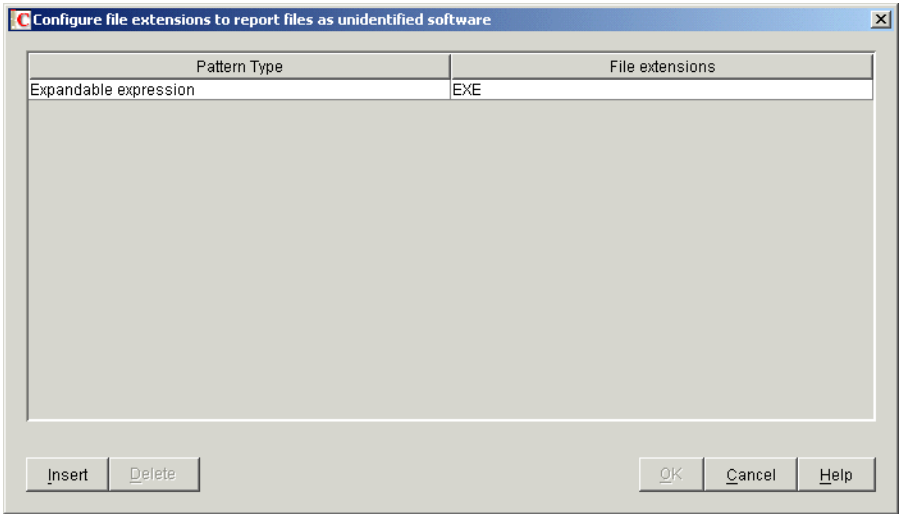 Configure file extensions to report files as unidentified software
Pattern Type File extensions
Expandable expression EXE
Insert Delete OK Cancel Help